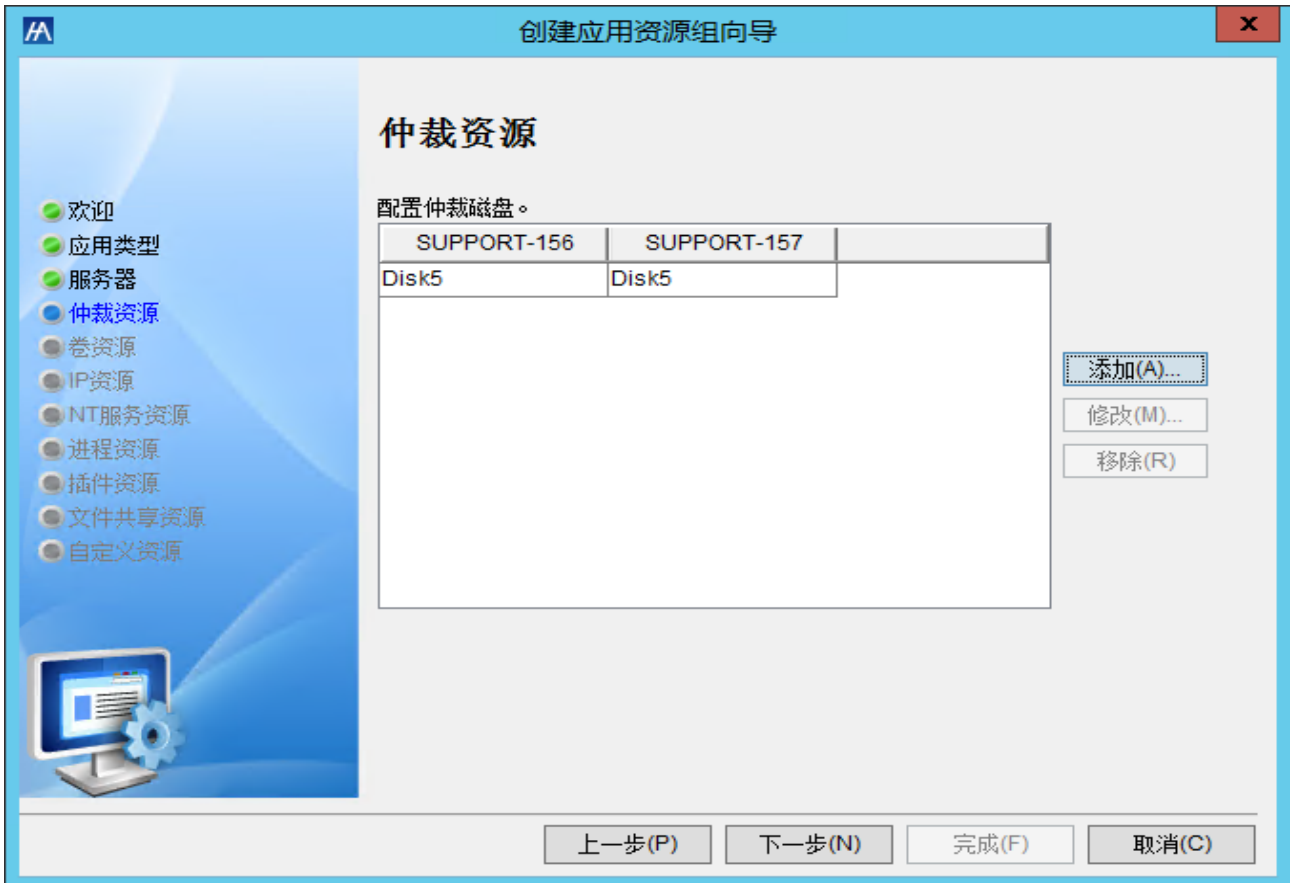 创建应用资源组向导
欢迎
应用类型
服务器
仲裁资源
卷资源
IP资源
NT服务资源
进程资源
插件资源
文件共享资源
自定义资源
仲裁资源
配置仲裁磁盘。
SUPPORT-156 SUPPORT-157
Disk5 Disk5
添加(A)...
修改(M)...
移除(R)
上一步(P) 下一步(N) 完成(F) 取消(C)